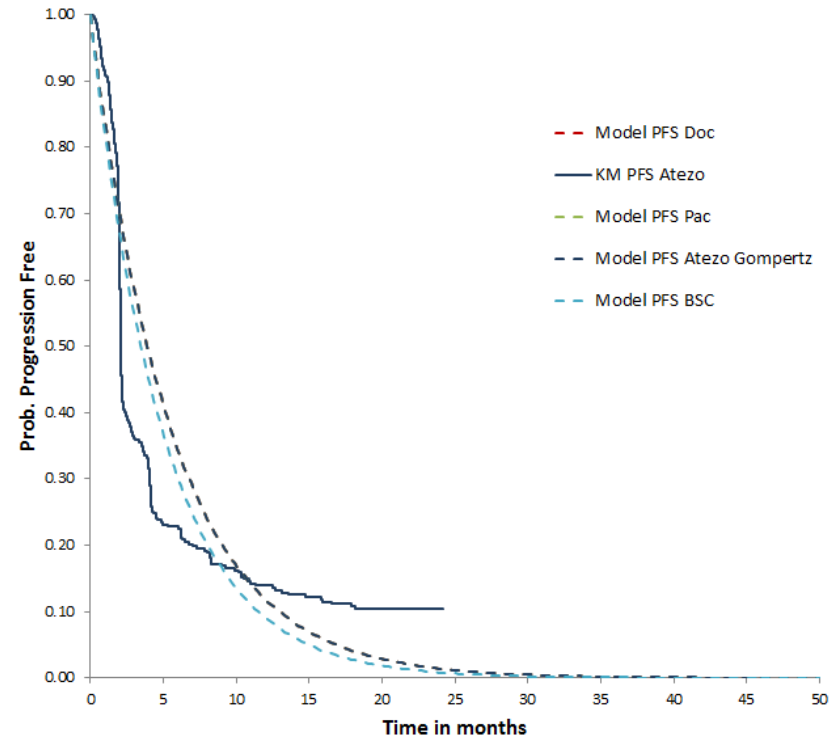 1.00
0.90
0.80
0.70
0.60
0.50
0.40
0.30
0.20
0.10
0.00
Prob. Progression Free
Model PFS Doc
KM PFS Atezo
Model PFS Pac
Model PFS Atezo Gompertz
Model PFS BSC
0 5 10 15 20 25 30 35 40 45 50
Time in months